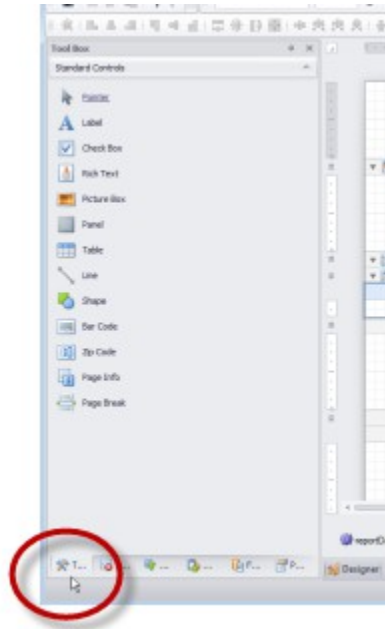 Tool Box
Standard Controls
Pointer
Label
Check Box
Rich Text
Picture Box
Panel
Table
Line
Shape
Bar Code
Zip Code
Page Info
Page Break
T...
...
...
...
F...
P...
Designer